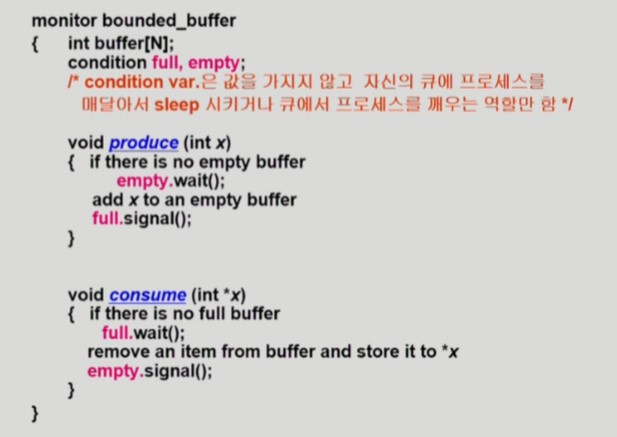 monitor bounded_buffer
{ int buffer[N];
condition full, empty;
/* condition var.은 값을 가지지 않고 자신의 큐에 프로세스를
매달아서 sleep 시키거나 큐에서 프로세스를 깨우는 역할만 함 */
void produce (int x)
{ if there is no empty buffer
empty.wait();
add x to an empty buffer
full.signal();
}
void consume (int *x)
{ if there is no full buffer
full.wait();
remove an item from buffer and store it to *x
empty.signal();
}
}